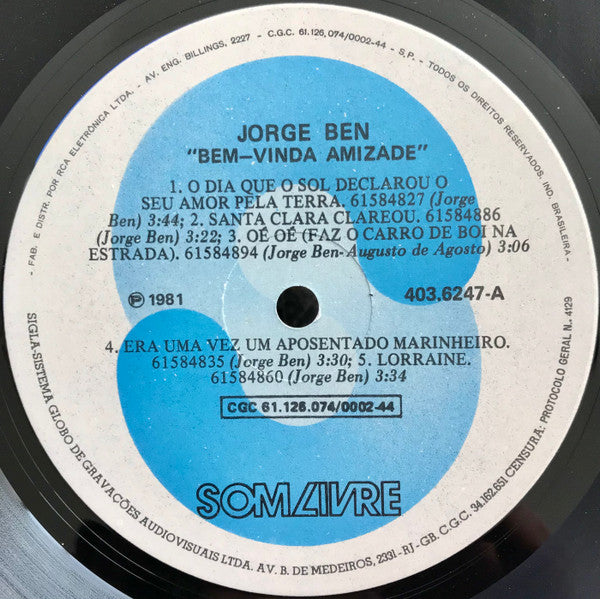 - FAB. E DISTR. POR RCA ELETRÔNICA LTDA. - AV. ENG. BILLINGS, 2227 - C.G.C. 61.126.074/0002-44 - S.P. - TODOS OS DIREITOS RESERVADOS. IND. BRASILEIRA -
JORGE BEN
"BEM-VINDA AMIZADE"
1. O DIA QUE O SOL DECLAROU O
SEU AMOR PELA TERRA. 61584827 (Jorge
Ben) 3:44; 2. SANTA CLARA CLAREOU. 61584886
(Jorge Ben) 3:22; 3. OÉ OÉ (FAZ O CARRO DE BOI NA
ESTRADA). 61584894 (Jorge Ben-Augusto de Agosto) 3:06
℗ 1981
403.6247-A
4. ERA UMA VEZ UM APOSENTADO MARINHEIRO.
61584835 (Jorge Ben) 3:30; 5. LORRAINE.
61584860 (Jorge Ben) 3:34
CGC 61.126.074/0002-44
SOM LIVRE
SIGLA-SISTEMA GLOBO DE GRAVAÇÕES AUDIOVISUAIS LTDA. AV. B. DE MEDEIROS, 2331-RJ-GB. C.G.C. 34.162.651 CENSURA: PROTOCOLO GERAL N.. 4129